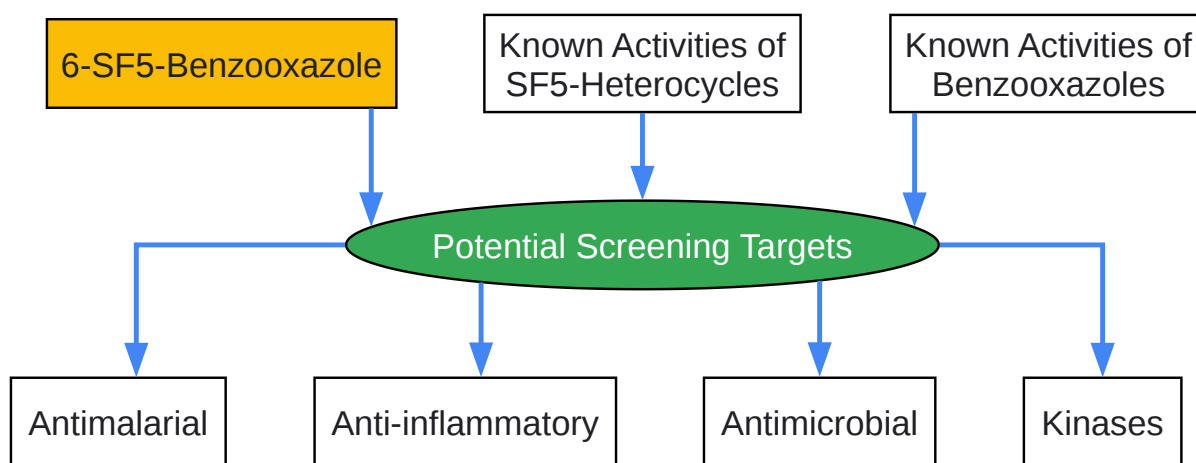 6-SF5-Benzooxazole
Known Activities of
SF5-Heterocycles
Known Activities of
Benzooxazoles
Potential Screening Targets
Antimalarial
Anti-inflammatory
Antimicrobial
Kinases